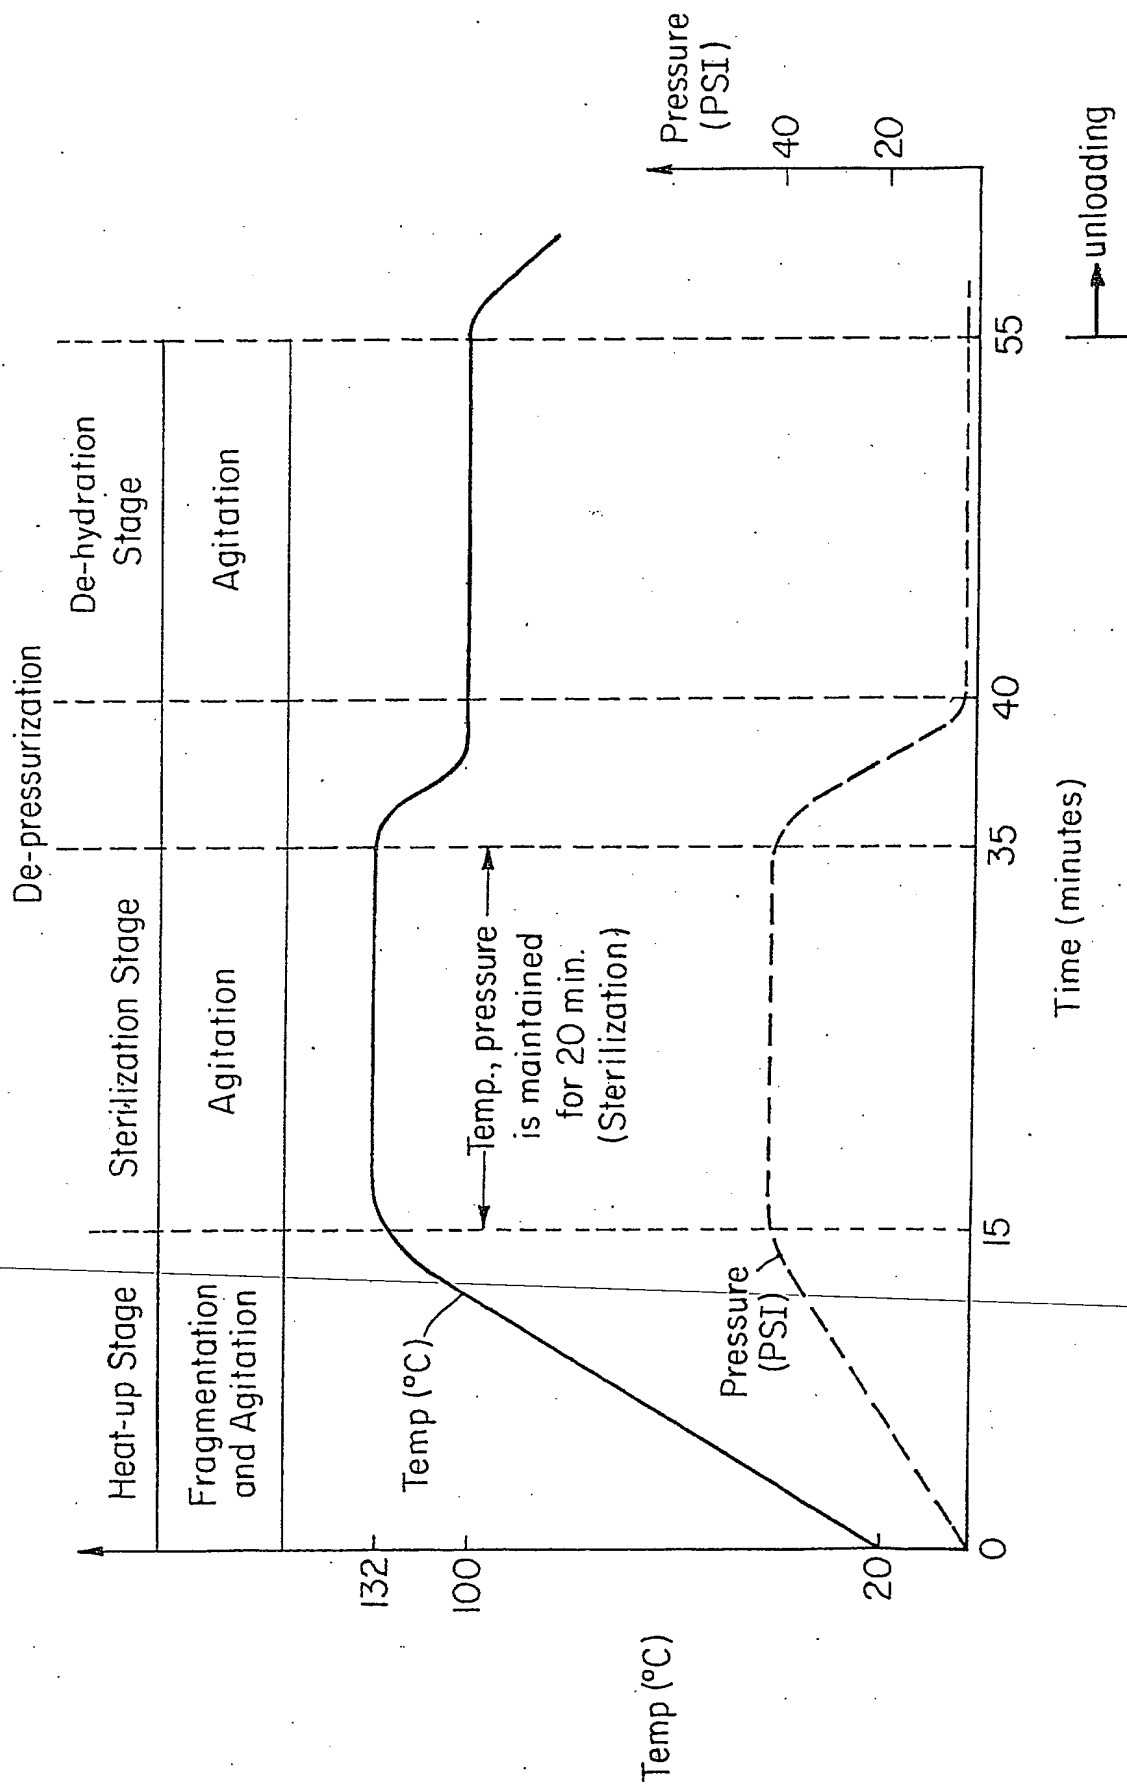 De-pressurization
Heat-up Stage
Sterilization Stage
De-hydration
Stage
Fragmentation
and Agitation
Agitation
Agitation
132
100
20
Temp (°C)
Temp (°C)
Temp., pressure
is maintained
for 20 min.
(Sterilization)
Pressure
(PSI)
Pressure
(PSI)
40
20
0
15
35
40
55
Time (minutes)
unloading